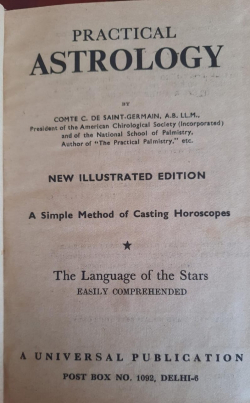 PRACTICAL
ASTROLOGY
BY
COMTE C. DE SAINT-GERMAIN, A.B. LL.M.,
President of the American Chirological Society (Incorporated)
and of the National School of Palmistry,
Author of "The Practical Palmistry," etc.
NEW ILLUSTRATED EDITION
A Simple Method of Casting Horoscopes
★
The Language of the Stars
EASILY COMPREHENDED
A UNIVERSAL PUBLICATION
POST BOX NO. 1092, DELHI-6